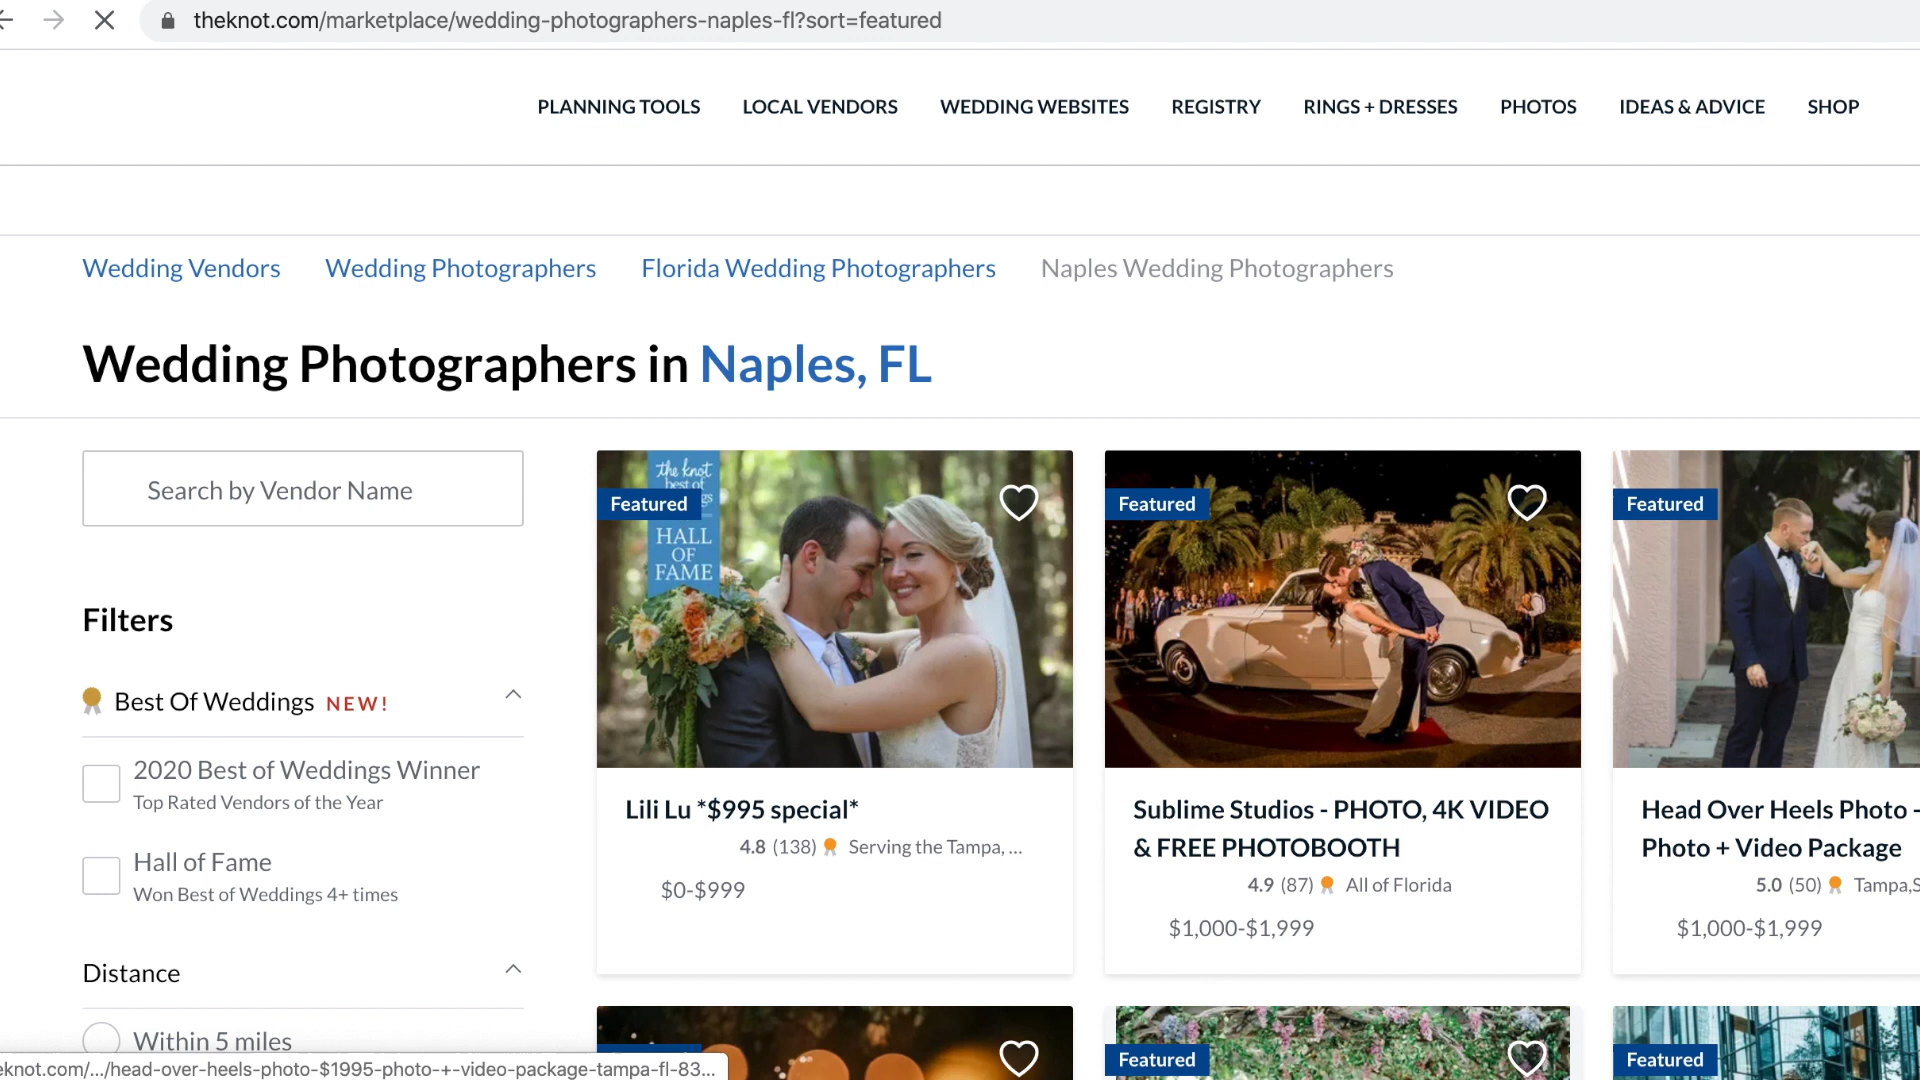 theknot.com/marketplace/wedding-photographers-naples-fl?sort=featured
PLANNING TOOLS LOCAL VENDORS WEDDING WEBSITES REGISTRY RINGS + DRESSES PHOTOS IDEAS & ADVICE SHOP
Wedding Vendors Wedding Photographers Florida Wedding Photographers Naples Wedding Photographers
Wedding Photographers in Naples, FL
Search by Vendor Name
Filters
Best Of Weddings NEW!
2020 Best of Weddings Winner
Top Rated Vendors of the Year
Hall of Fame
Won Best of Weddings 4+ times
Distance
Within 5 miles
the knot
best of
gs
Featured
HALL
OF
FAME
Lili Lu *$995 special*
4.8 (138) Serving the Tampa, ...
$0-$999
Featured
Sublime Studios - PHOTO, 4K VIDEO
& FREE PHOTOBOOTH
4.9 (87) All of Florida
$1,000-$1,999
Featured
Head Over Heels Photo -
Photo + Video Package
5.0 (50) Tampa,S
$1,000-$1,999
Featured
Featured
eknot.com/.../head-over-heels-photo-$1995-photo-+-video-package-tampa-fl-83...